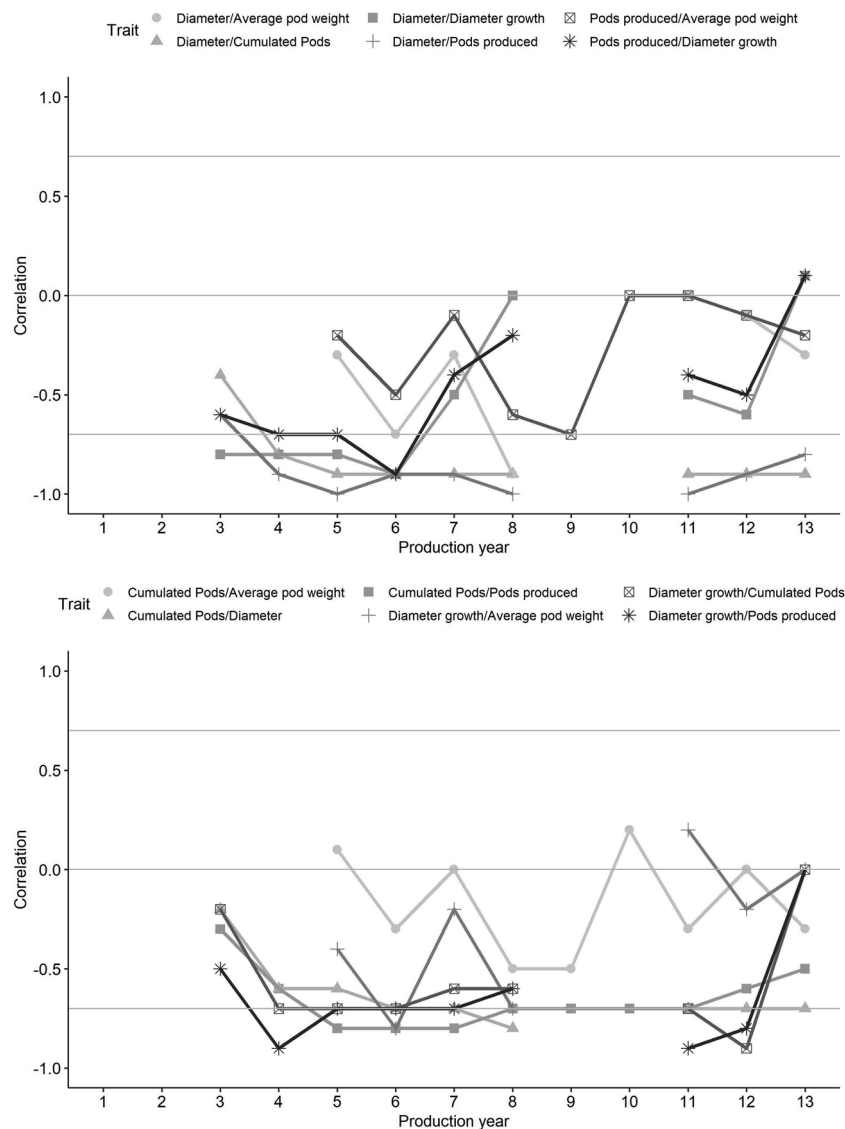 Trait
Diameter/Average pod weight Diameter/Diameter growth Pods produced/Average pod weight
Diameter/Cumulated Pods Diameter/Pods produced Pods produced/Diameter growth
1.0
0.5
0.0
-0.5
-1.0
Correlation
1 2 3 4 5 6 7 8 9 10 11 12 13
Production year
Trait
Cumulated Pods/Average pod weight Cumulated Pods/Pods produced Diameter growth/Cumulated Pods
Cumulated Pods/Diameter Diameter growth/Average pod weight Diameter growth/Pods produced
1.0
0.5
0.0
-0.5
-1.0
Correlation
1 2 3 4 5 6 7 8 9 10 11 12 13
Production year